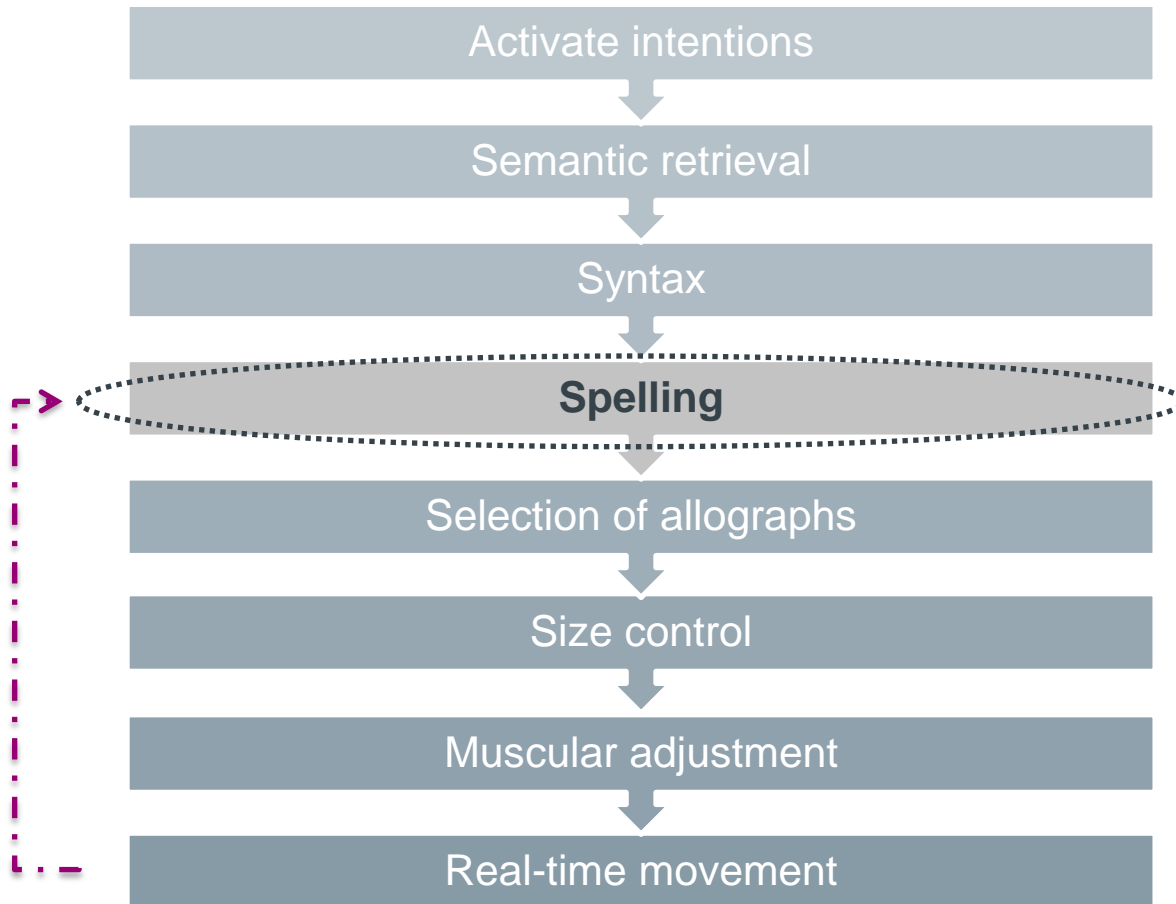 Activate intentions
Semantic retrieval
Syntax
Spelling
Selection of allographs
Size control
Muscular adjustment
Real-time movement